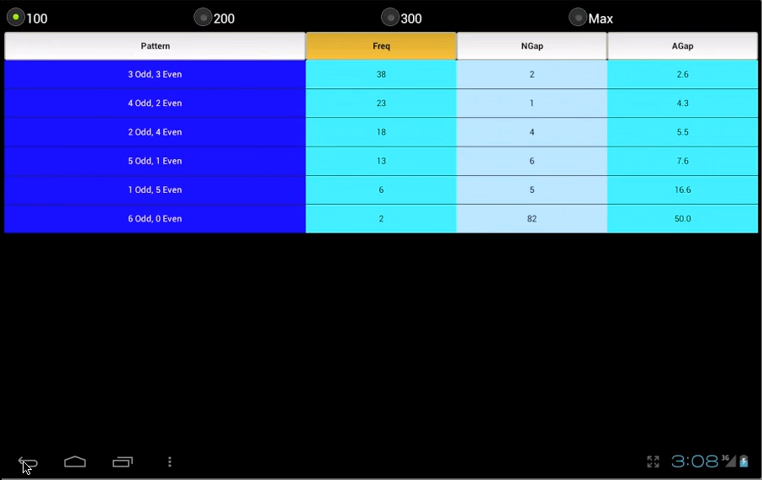 100 200 300 Max
Pattern Freq NGap AGap
3 Odd, 3 Even 38 2 2.6
4 Odd, 2 Even 23 1 4.3
2 Odd, 4 Even 18 4 5.5
5 Odd, 1 Even 13 6 7.6
1 Odd, 5 Even 6 5 16.6
6 Odd, 0 Even 2 82 50.0
3:08 3G